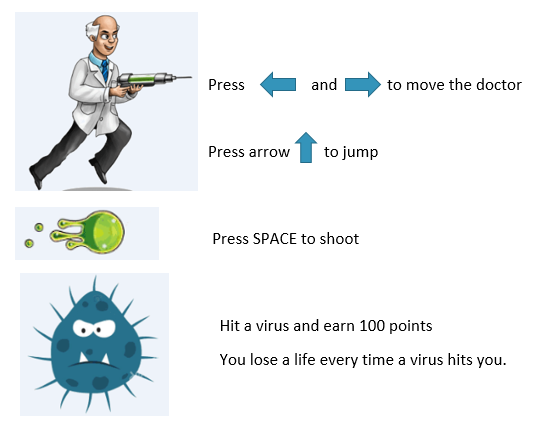 Press and to move the doctor
Press arrow to jump
Press SPACE to shoot
Hit a virus and earn 100 points
You lose a life every time a virus hits you.